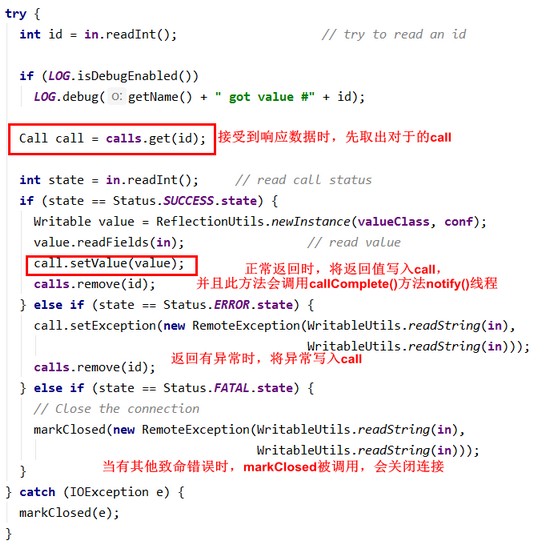 try {
int id = in.readInt(); // try to read an id
if (LOG.isDebugEnabled())
LOG.debug( o: getName() + " got value #" + id);
Call call = calls.get(id); 接受到响应数据时，先取出对于的call
int state = in.readInt(); // read call status
if (state == Status.SUCCESS.state) {
Writable value = ReflectionUtils.newInstance(valueClass, conf);
value.readFields(in); // read value
call.setValue(value); 正常返回时，将返回值写入call，
calls.remove(id); 并且此方法会调用callComplete()方法notify()线程
} else if (state == Status.ERROR.state) {
call.setException(new RemoteException(WritableUtils.readString(in),
WritableUtils.readString(in)));
返回有异常时，将异常写入call
calls.remove(id);
} else if (state == Status.FATAL.state) {
// Close the connection
markClosed(new RemoteException(WritableUtils.readString(in),
WritableUtils.readString(in)));
当有其他致命错误时，markClosed被调用，会关闭连接
}
} catch (IOException e) {
markClosed(e);
}